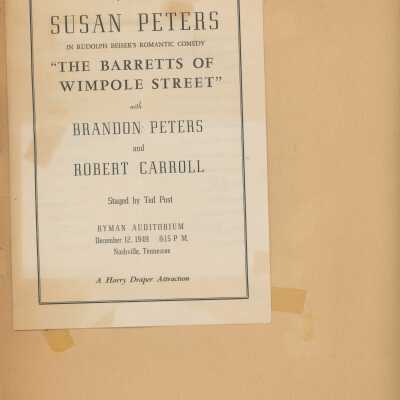 SUSAN PETERS
IN RUDOLPH BEISER'S ROMANTIC COMEDY
"THE BARRETTS OF
WIMPOLE STREET"
with
BRANDON PETERS
and
ROBERT CARROLL
Staged by Ted Post
RYMAN AUDITORIUM
December 12, 1949 8:15 P M.
Nashville, Tennessee
A Harry Draper Attraction